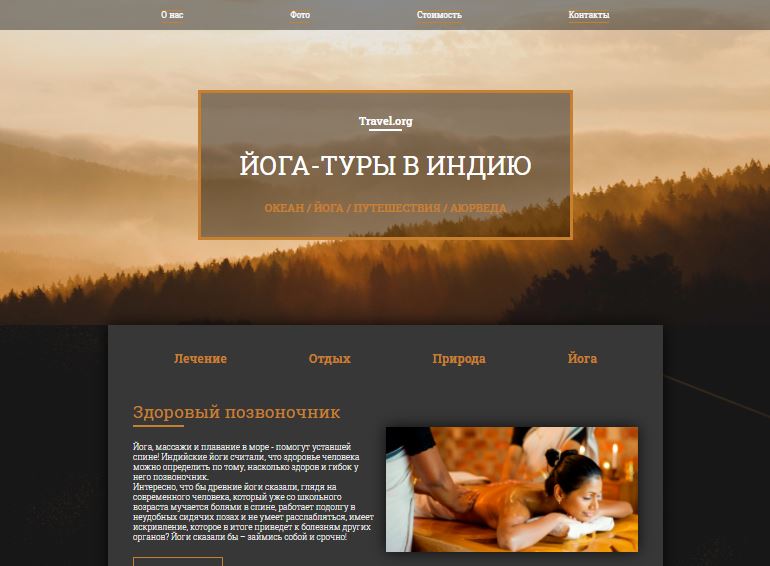 О нас
Фото
Стоимость
Контакты
Travel.org
ЙОГА-ТУРЫ В ИНДИЮ
ОКЕАН / ЙОГА / ПУТЕШЕСТВИЯ / АЮРВЕДА
Лечение
Отдых
Природа
Йога
Здоровый позвоночник
Йога, массажи и плавание в море - помогут уставшей
спине! Индийские йоги считали, что здоровье человека
можно определить по тому, насколько здоров и гибок у
него позвоночник.
Интересно, что бы древние йоги сказали, глядя на
современного человека, который уже со школьного
возраста мучается болями в спине, работает подолгу в
неудобных сидячих позах и не умеет расслабляться, имеет
искривление, которое в итоге приведет к болезням других
органов? Йоги сказали бы – займись собой и срочно!